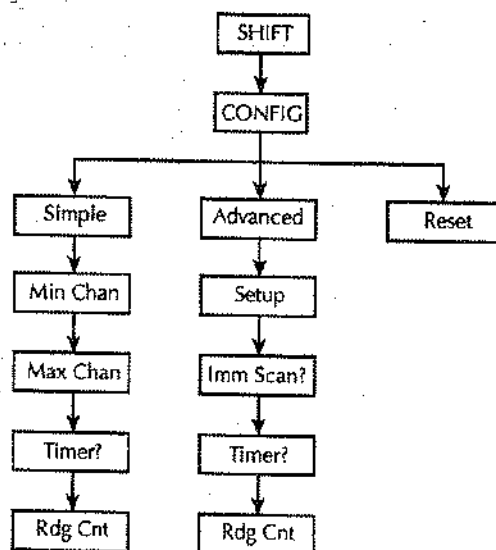 SHIFT
CONFIG
Simple
Advanced
Reset
Min Chan
Setup
Max Chan
Imm Scan?
Timer?
Timer?
Rdg Cnt
Rdg Cnt